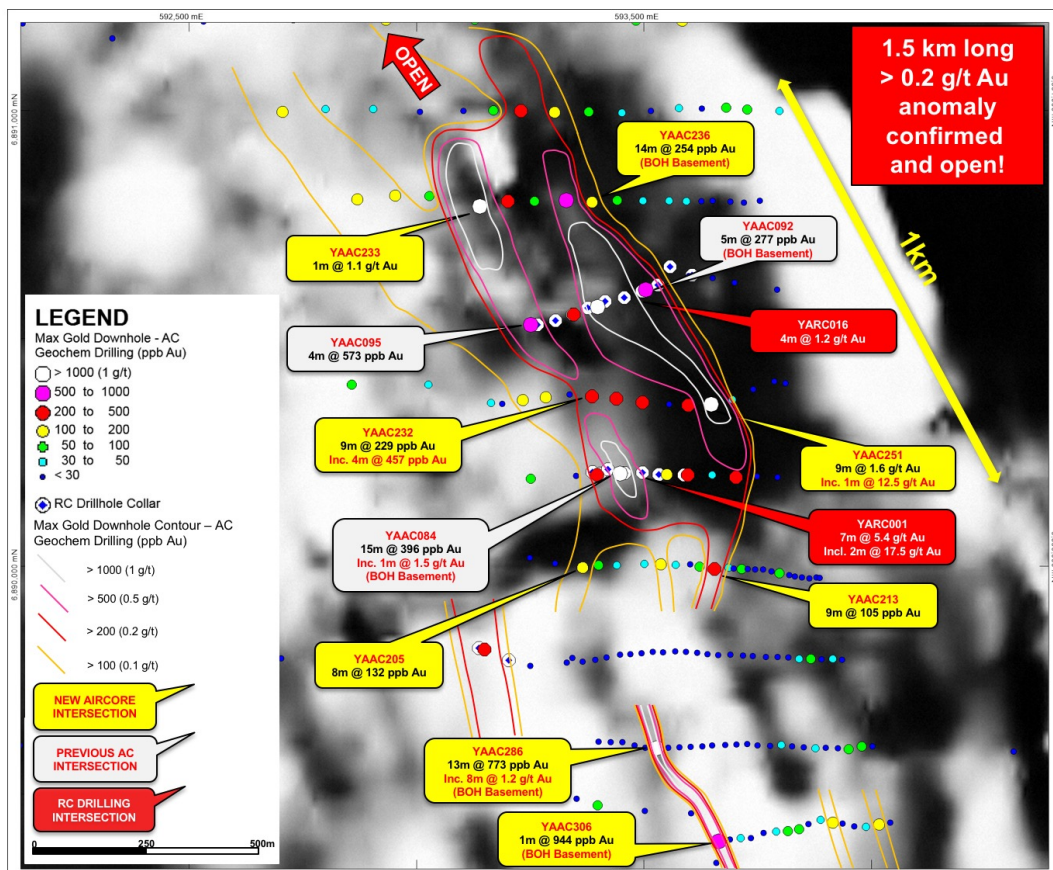 592,500 mE
593,500 mE
6,891,000 mN
6,890,000 mN
OPEN
1.5 km long
> 0.2 g/t Au
anomaly
confirmed
and open!
1km
YAAC236
14m @ 254 ppb Au
(BOH Basement)
YAAC092
5m @ 277 ppb Au
(BOH Basement)
YAAC233
1m @ 1.1 g/t Au
YARC016
4m @ 1.2 g/t Au
YAAC095
4m @ 573 ppb Au
YAAC232
9m @ 229 ppb Au
Inc. 4m @ 457 ppb Au
YAAC251
9m @ 1.6 g/t Au
Inc. 1m @ 12.5 g/t Au
YAAC084
15m @ 396 ppb Au
Inc. 1m @ 1.5 g/t Au
(BOH Basement)
YARC001
7m @ 5.4 g/t Au
Incl. 2m @ 17.5 g/t Au
YAAC213
9m @ 105 ppb Au
YAAC205
8m @ 132 ppb Au
YAAC286
13m @ 773 ppb Au
Inc. 8m @ 1.2 g/t Au
(BOH Basement)
YAAC306
1m @ 944 ppb Au
(BOH Basement)
LEGEND
Max Gold Downhole - AC
Geochem Drilling (ppb Au)
> 1000 (1 g/t)
500 to 1000
200 to 500
100 to 200
50 to 100
30 to 50
< 30
RC Drillhole Collar
Max Gold Downhole Contour – AC
Geochem Drilling (ppb Au)
> 1000 (1 g/t)
> 500 (0.5 g/t)
> 200 (0.2 g/t)
> 100 (0.1 g/t)
NEW AIRCORE
INTERSECTION
PREVIOUS AC
INTERSECTION
RC DRILLING
INTERSECTION
0 250 500m